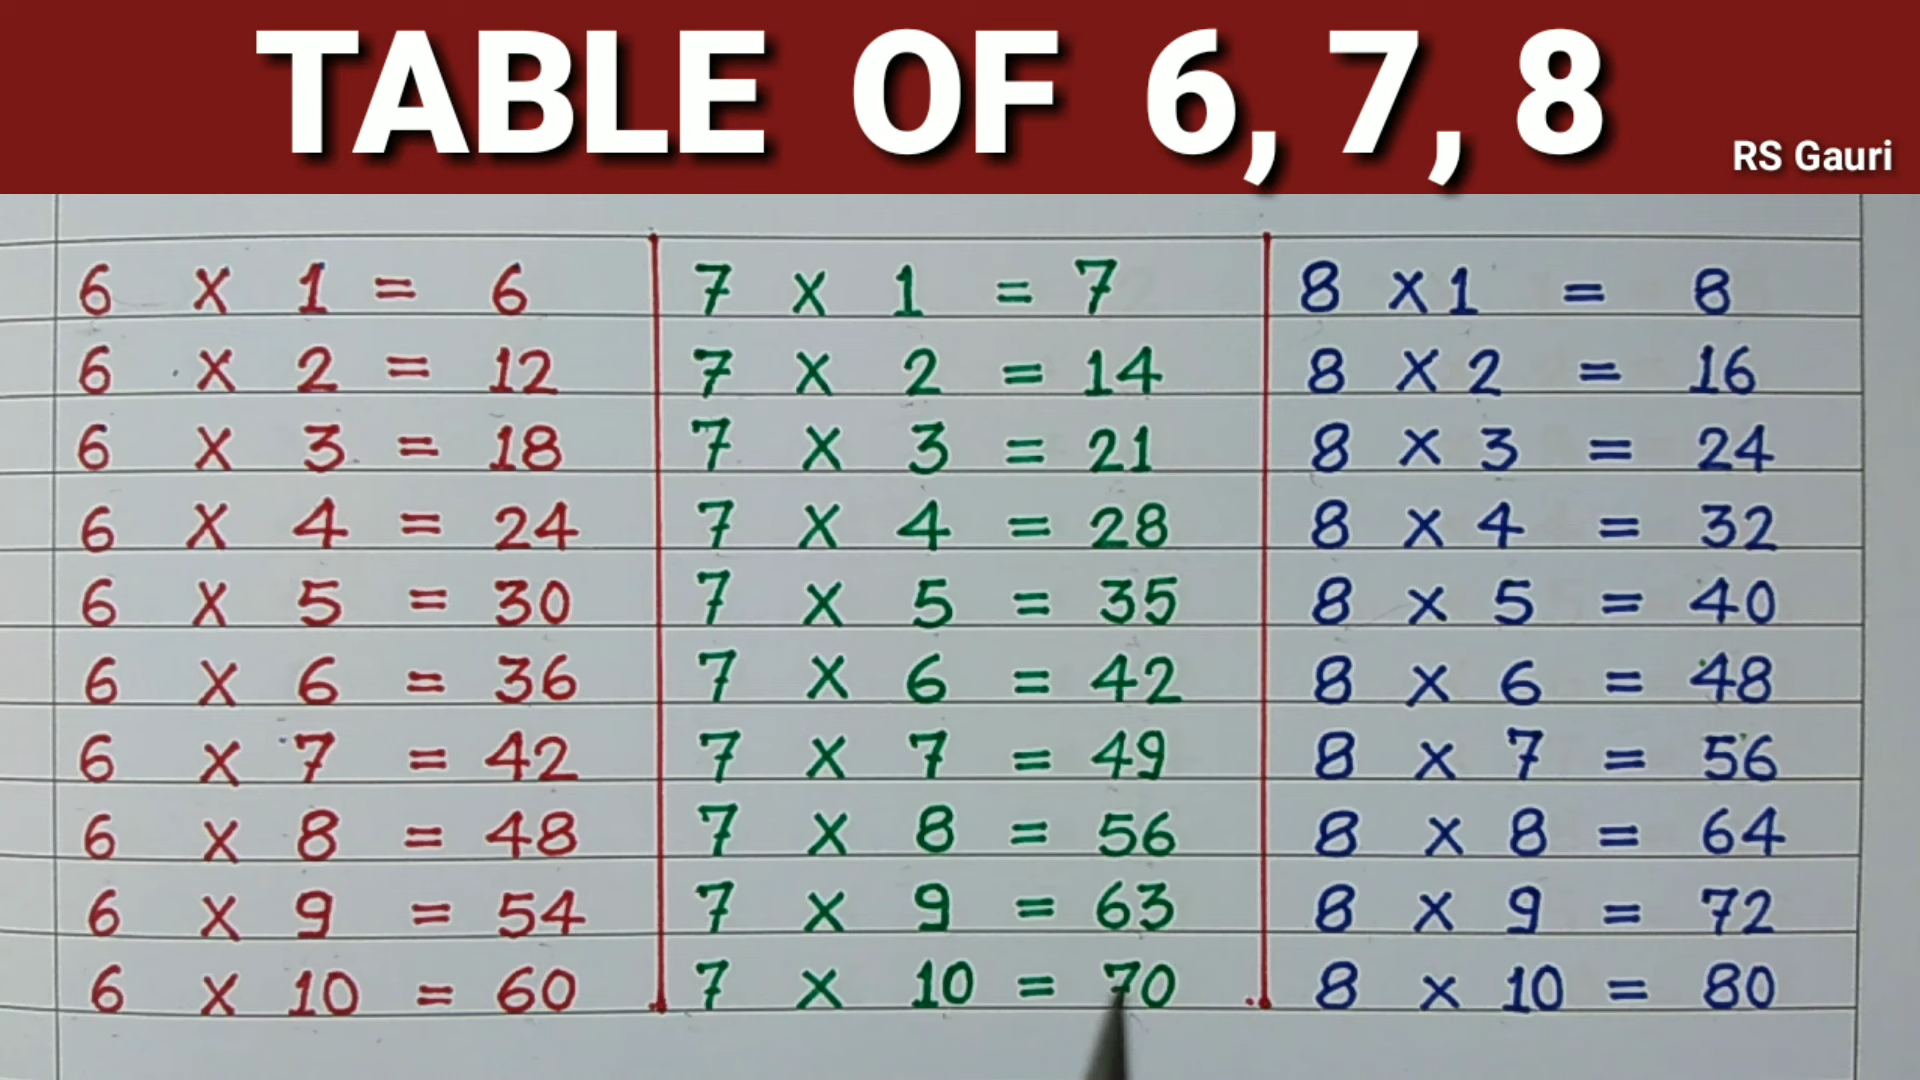 TABLE OF 6, 7, 8
RS Gauri
6 X 1 = 6
6 X 2 = 12
6 X 3 = 18
6 X 4 = 24
6 X 5 = 30
6 X 6 = 36
6 X 7 = 42
6 X 8 = 48
6 X 9 = 54
6 X 10 = 60
7 X 1 = 7
7 X 2 = 14
7 X 3 = 21
7 X 4 = 28
7 X 5 = 35
7 X 6 = 42
7 X 7 = 49
7 X 8 = 56
7 X 9 = 63
7 X 10 = 70
8 X 1 = 8
8 X 2 = 16
8 X 3 = 24
8 X 4 = 32
8 X 5 = 40
8 X 6 = 48
8 X 7 = 56
8 X 8 = 64
8 X 9 = 72
8 X 10 = 80